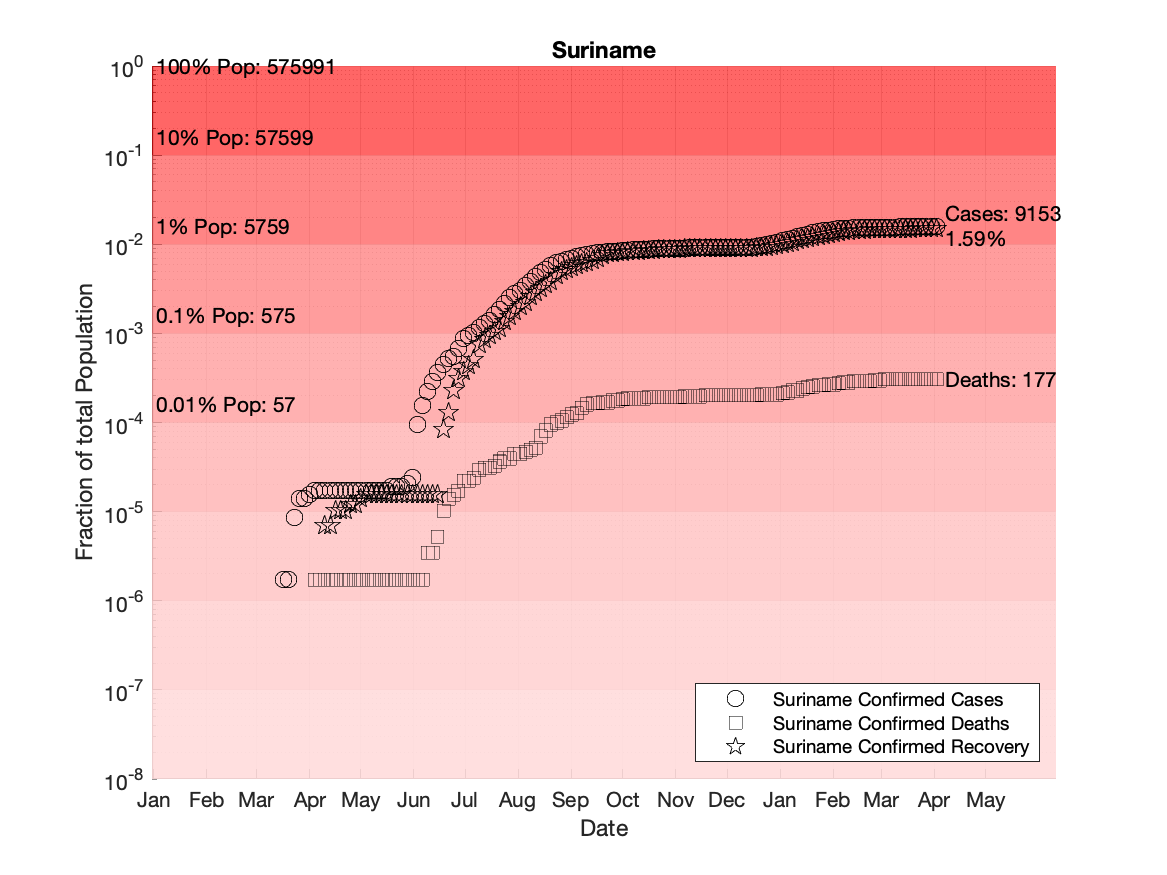 Suriname
10^0
100% Pop: 575991
10% Pop: 57599
10^-1
1% Pop: 5759
Cases: 9153
10^-2
1.59%
0.1% Pop: 575
10^-3
Deaths: 177
0.01% Pop: 57
10^-4
10^-5
10^-6
10^-7
10^-8
Fraction of total Population
Suriname Confirmed Cases
Suriname Confirmed Deaths
Suriname Confirmed Recovery
Jan Feb Mar Apr May Jun Jul Aug Sep Oct Nov Dec Jan Feb Mar Apr May
Date